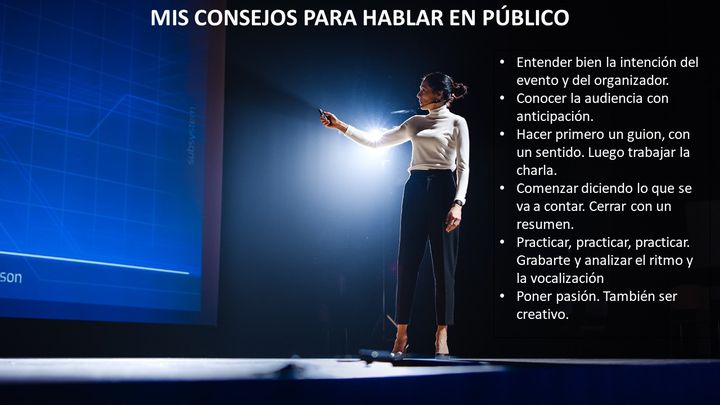 MIS CONSEJOS PARA HABLAR EN PÚBLICO
• Entender bien la intención del
evento y del organizador.
• Conocer la audiencia con
anticipación.
• Hacer primero un guion, con
un sentido. Luego trabajar la
charla.
• Comenzar diciendo lo que se
va a contar. Cerrar con un
resumen.
• Practicar, practicar, practicar.
Grabarte y analizar el ritmo y
la vocalización
• Poner pasión. También ser
creativo.
subsystem
son